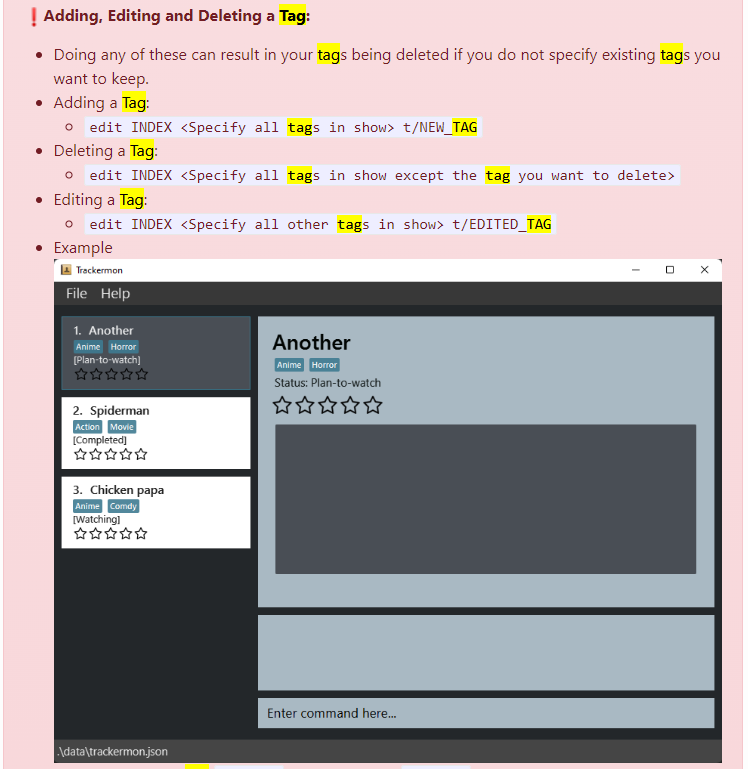 ❗Adding, Editing and Deleting a Tag:
• Doing any of these can result in your tags being deleted if you do not specify existing tags you
want to keep.
• Adding a Tag:
○ edit INDEX <Specify all tags in show> t/NEW_TAG
• Deleting a Tag:
○ edit INDEX <Specify all tags in show except the tag you want to delete>
• Editing a Tag:
○ edit INDEX <Specify all other tags in show> t/EDITED_TAG
• Example
Trackermon
File Help
1. Another
Anime Horror
[Plan-to-watch]
2. Spiderman
Action Movie
[Completed]
3. Chicken papa
Anime Comdy
[Watching]
Another
Anime Horror
Status: Plan-to-watch
Enter command here...
.\data\trackermon.json